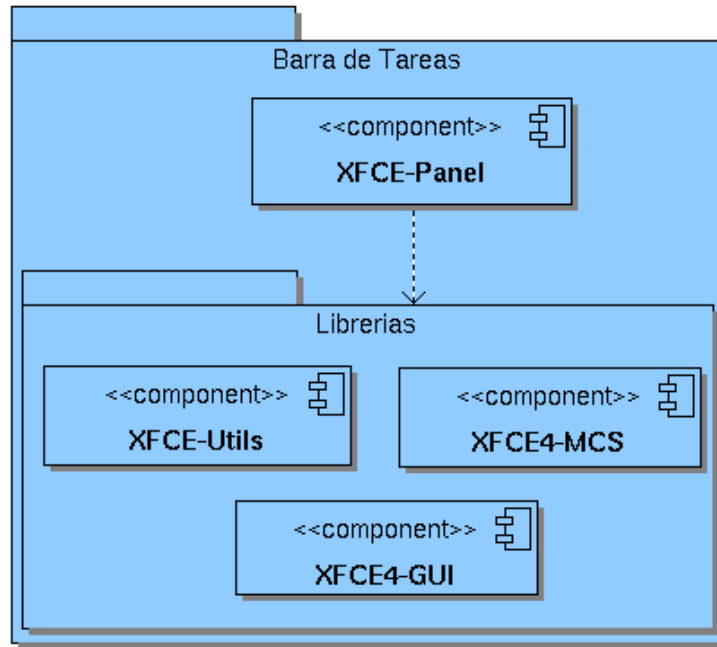 Barra de Tareas
<<component>>
XFCE-Panel
Librerias
<<component>>
XFCE-Utils
<<component>>
XFCE4-MCS
<<component>>
XFCE4-GUI